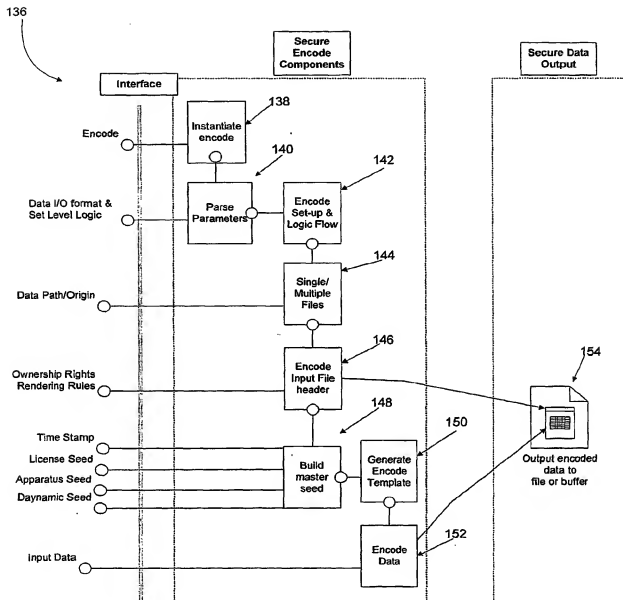 136
Secure
Encode
Components
Secure Data
Output
Interface
138
Encode
Instantiate
encode
140
142
Data I/O format &
Set Level Logic
Parse
Parameters
Encode
Set-up &
Logic Flow
144
Data Path/Origin
Single/
Multiple
Files
146
Ownership Rights
Rendering Rules
Encode
Input File
header
154
148
150
Time Stamp
License Seed
Apparatus Seed
Daynamic Seed
Build
master
seed
Generate
Encode
Template
Output encoded
data to
file or buffer
Input Data
Encode
Data
152